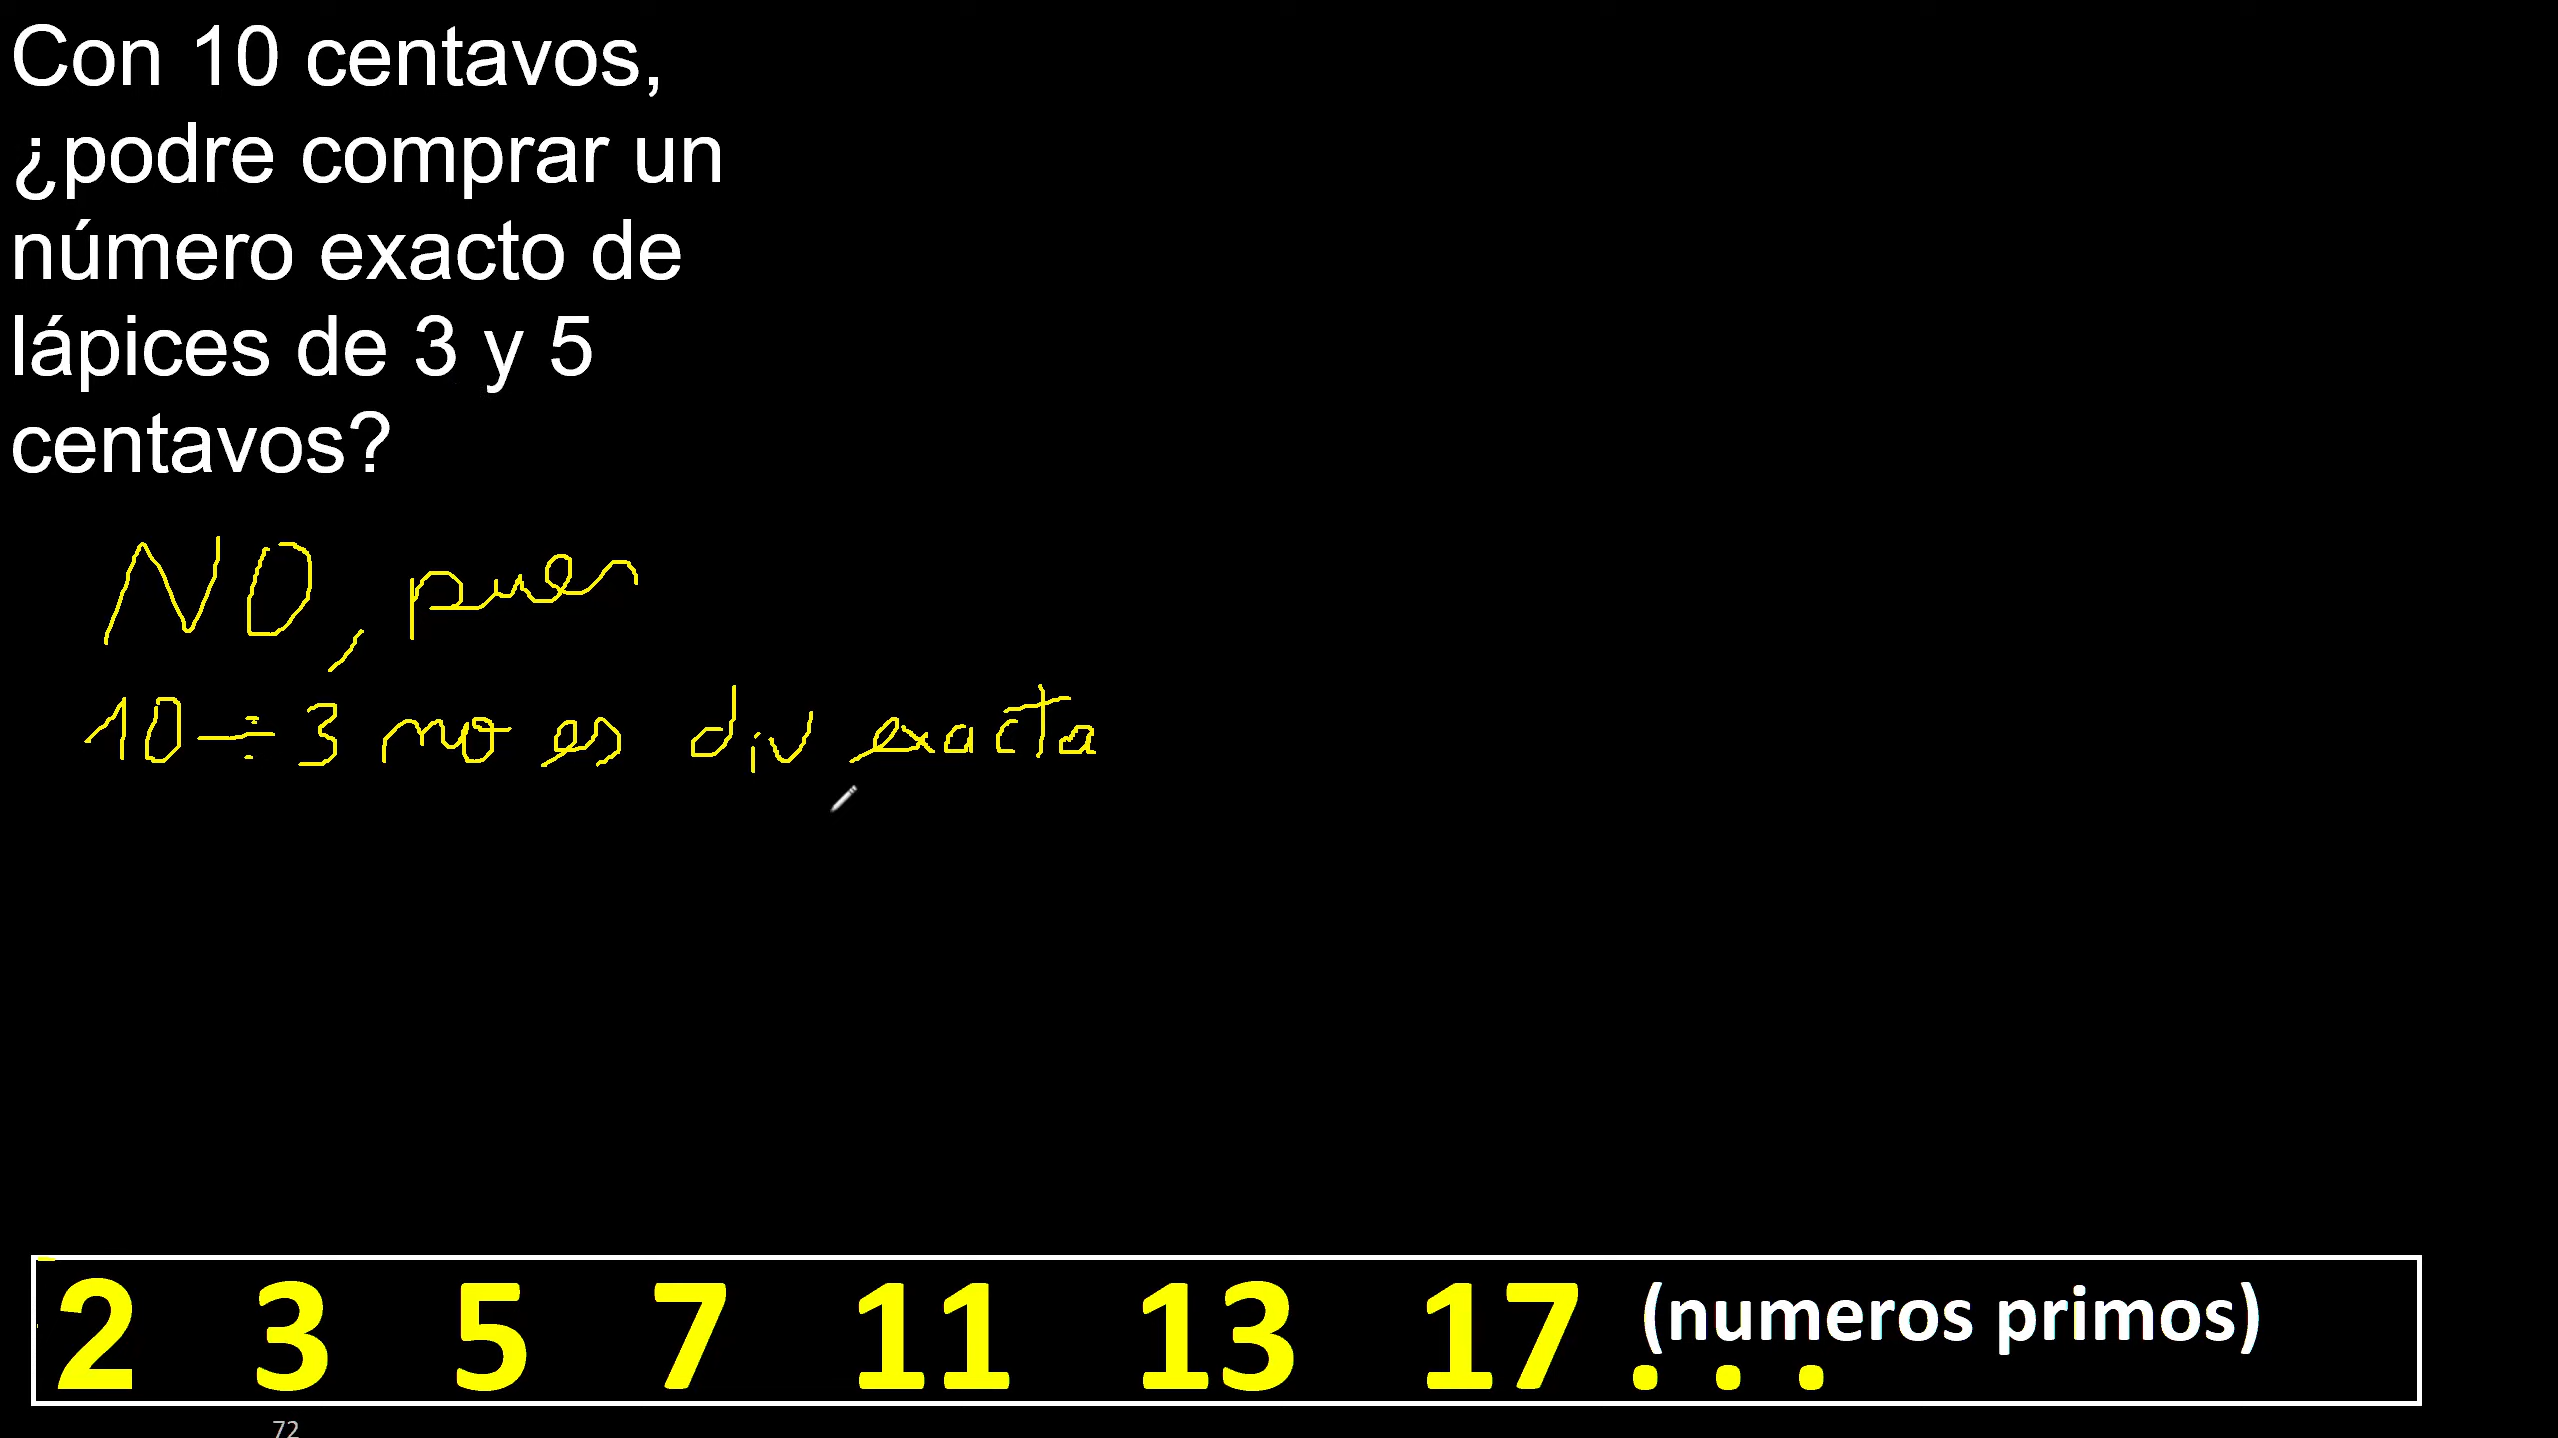 Con 10 centavos,
¿podre comprar un
número exacto de
lápices de 3 y 5
centavos?
NO, pues
10÷3 no es div exacta
2 3 5 7 11 13 17 ... (numeros primos)
72